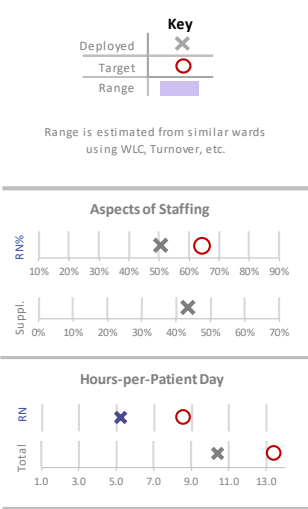 Key
Deployed
Target
Range
Range is estimated from similar wards
using WLC, Turnover, etc.
Aspects of Staffing
RN%
10% 20% 30% 40% 50% 60% 70% 80% 90%
Suppl.
0% 10% 20% 30% 40% 50% 60% 70%
Hours-per-Patient Day
RN
Total
1.0 3.0 5.0 7.0 9.0 11.0 13.0